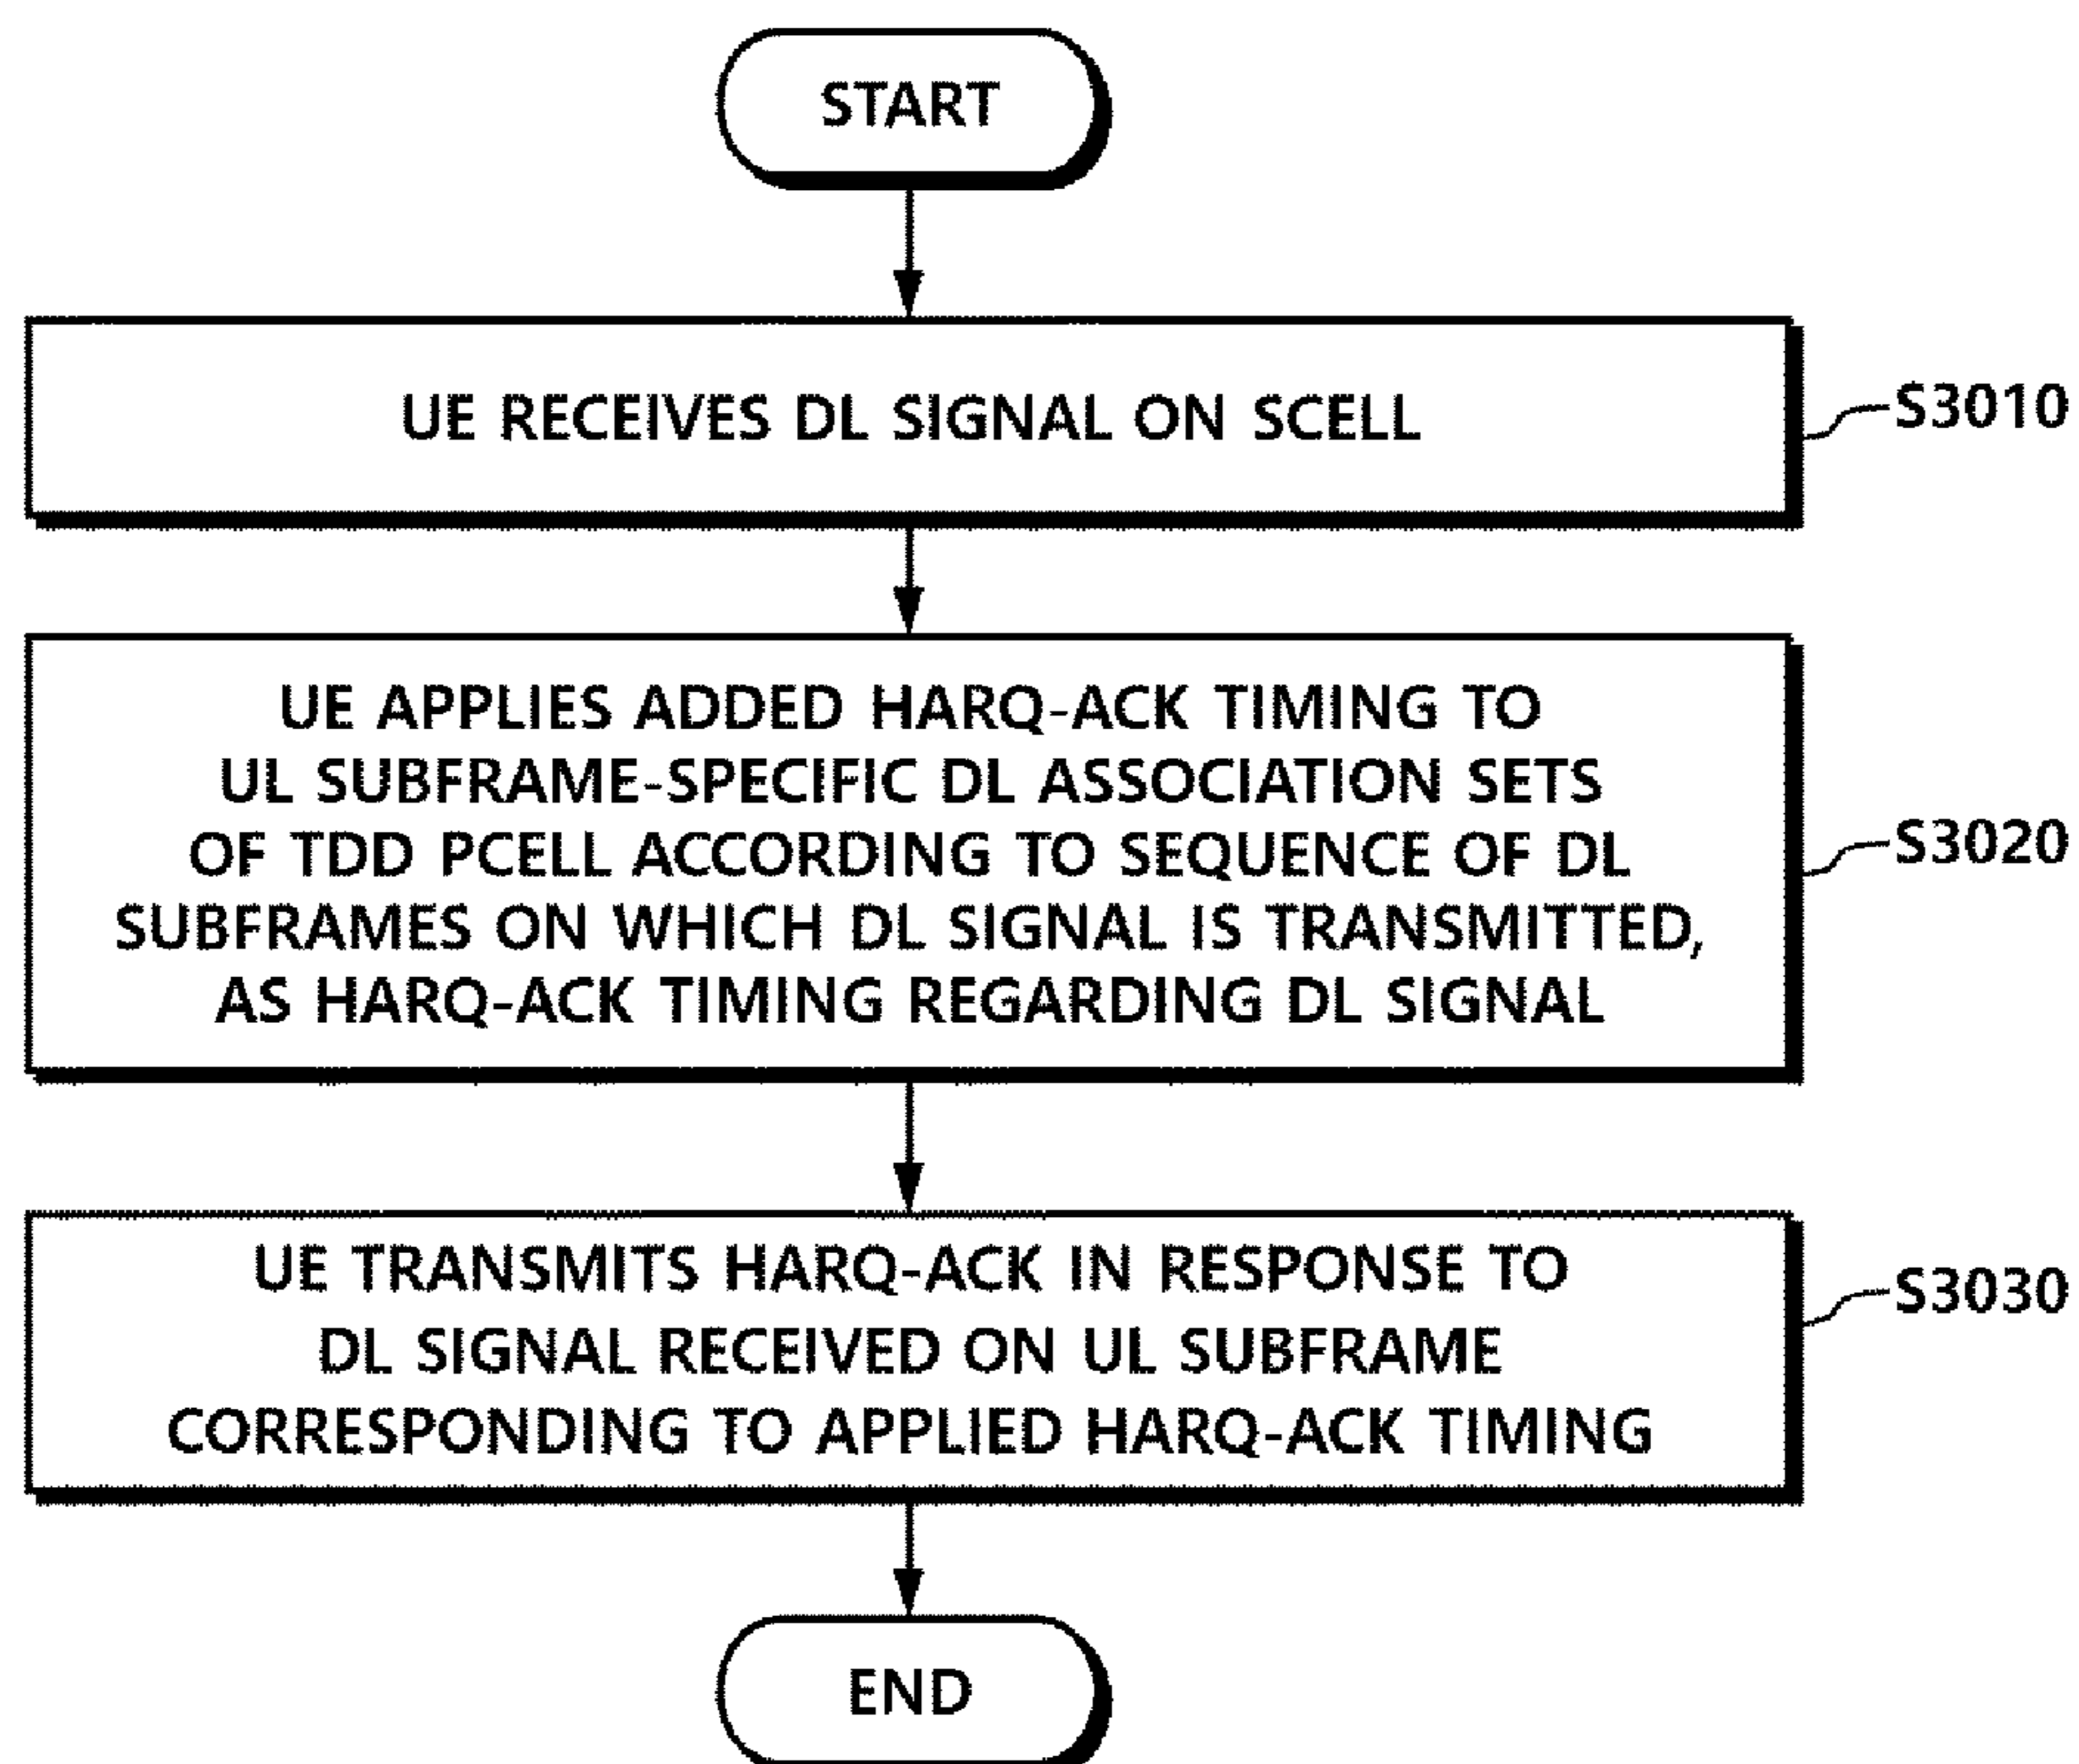 START
UE RECEIVES DL SIGNAL ON SCELL
S3010
UE APPLIES ADDED HARQ-ACK TIMING TO
UL SUBFRAME-SPECIFIC DL ASSOCIATION SETS
OF TDD PCELL ACCORDING TO SEQUENCE OF DL
SUBFRAMES ON WHICH DL SIGNAL IS TRANSMITTED,
AS HARQ-ACK TIMING REGARDING DL SIGNAL
S3020
UE TRANSMITS HARQ-ACK IN RESPONSE TO
DL SIGNAL RECEIVED ON UL SUBFRAME
CORRESPONDING TO APPLIED HARQ-ACK TIMING
S3030
END